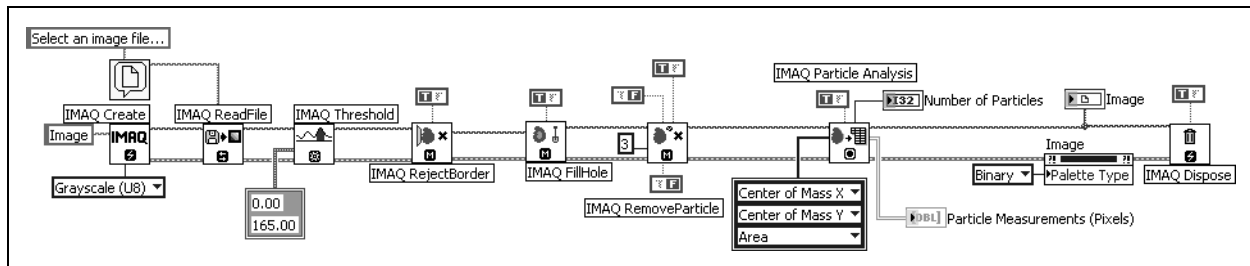 Select an image file...
IMAQ Create
IMAQ ReadFile
IMAQ Threshold
IMAQ Particle Analysis
Image
IMAQ
Grayscale (U8)
0.00
165.00
T
IMAQ RejectBorder
M
T
IMAQ FillHole
M
T
F
3
M
F
IMAQ RemoveParticle
T
I32
Number of Particles
Image
T
Center of Mass X
Center of Mass Y
Area
DBL
Particle Measurements (Pixels)
Image
?! ?!
Binary
Palette Type
IMAQ Dispose